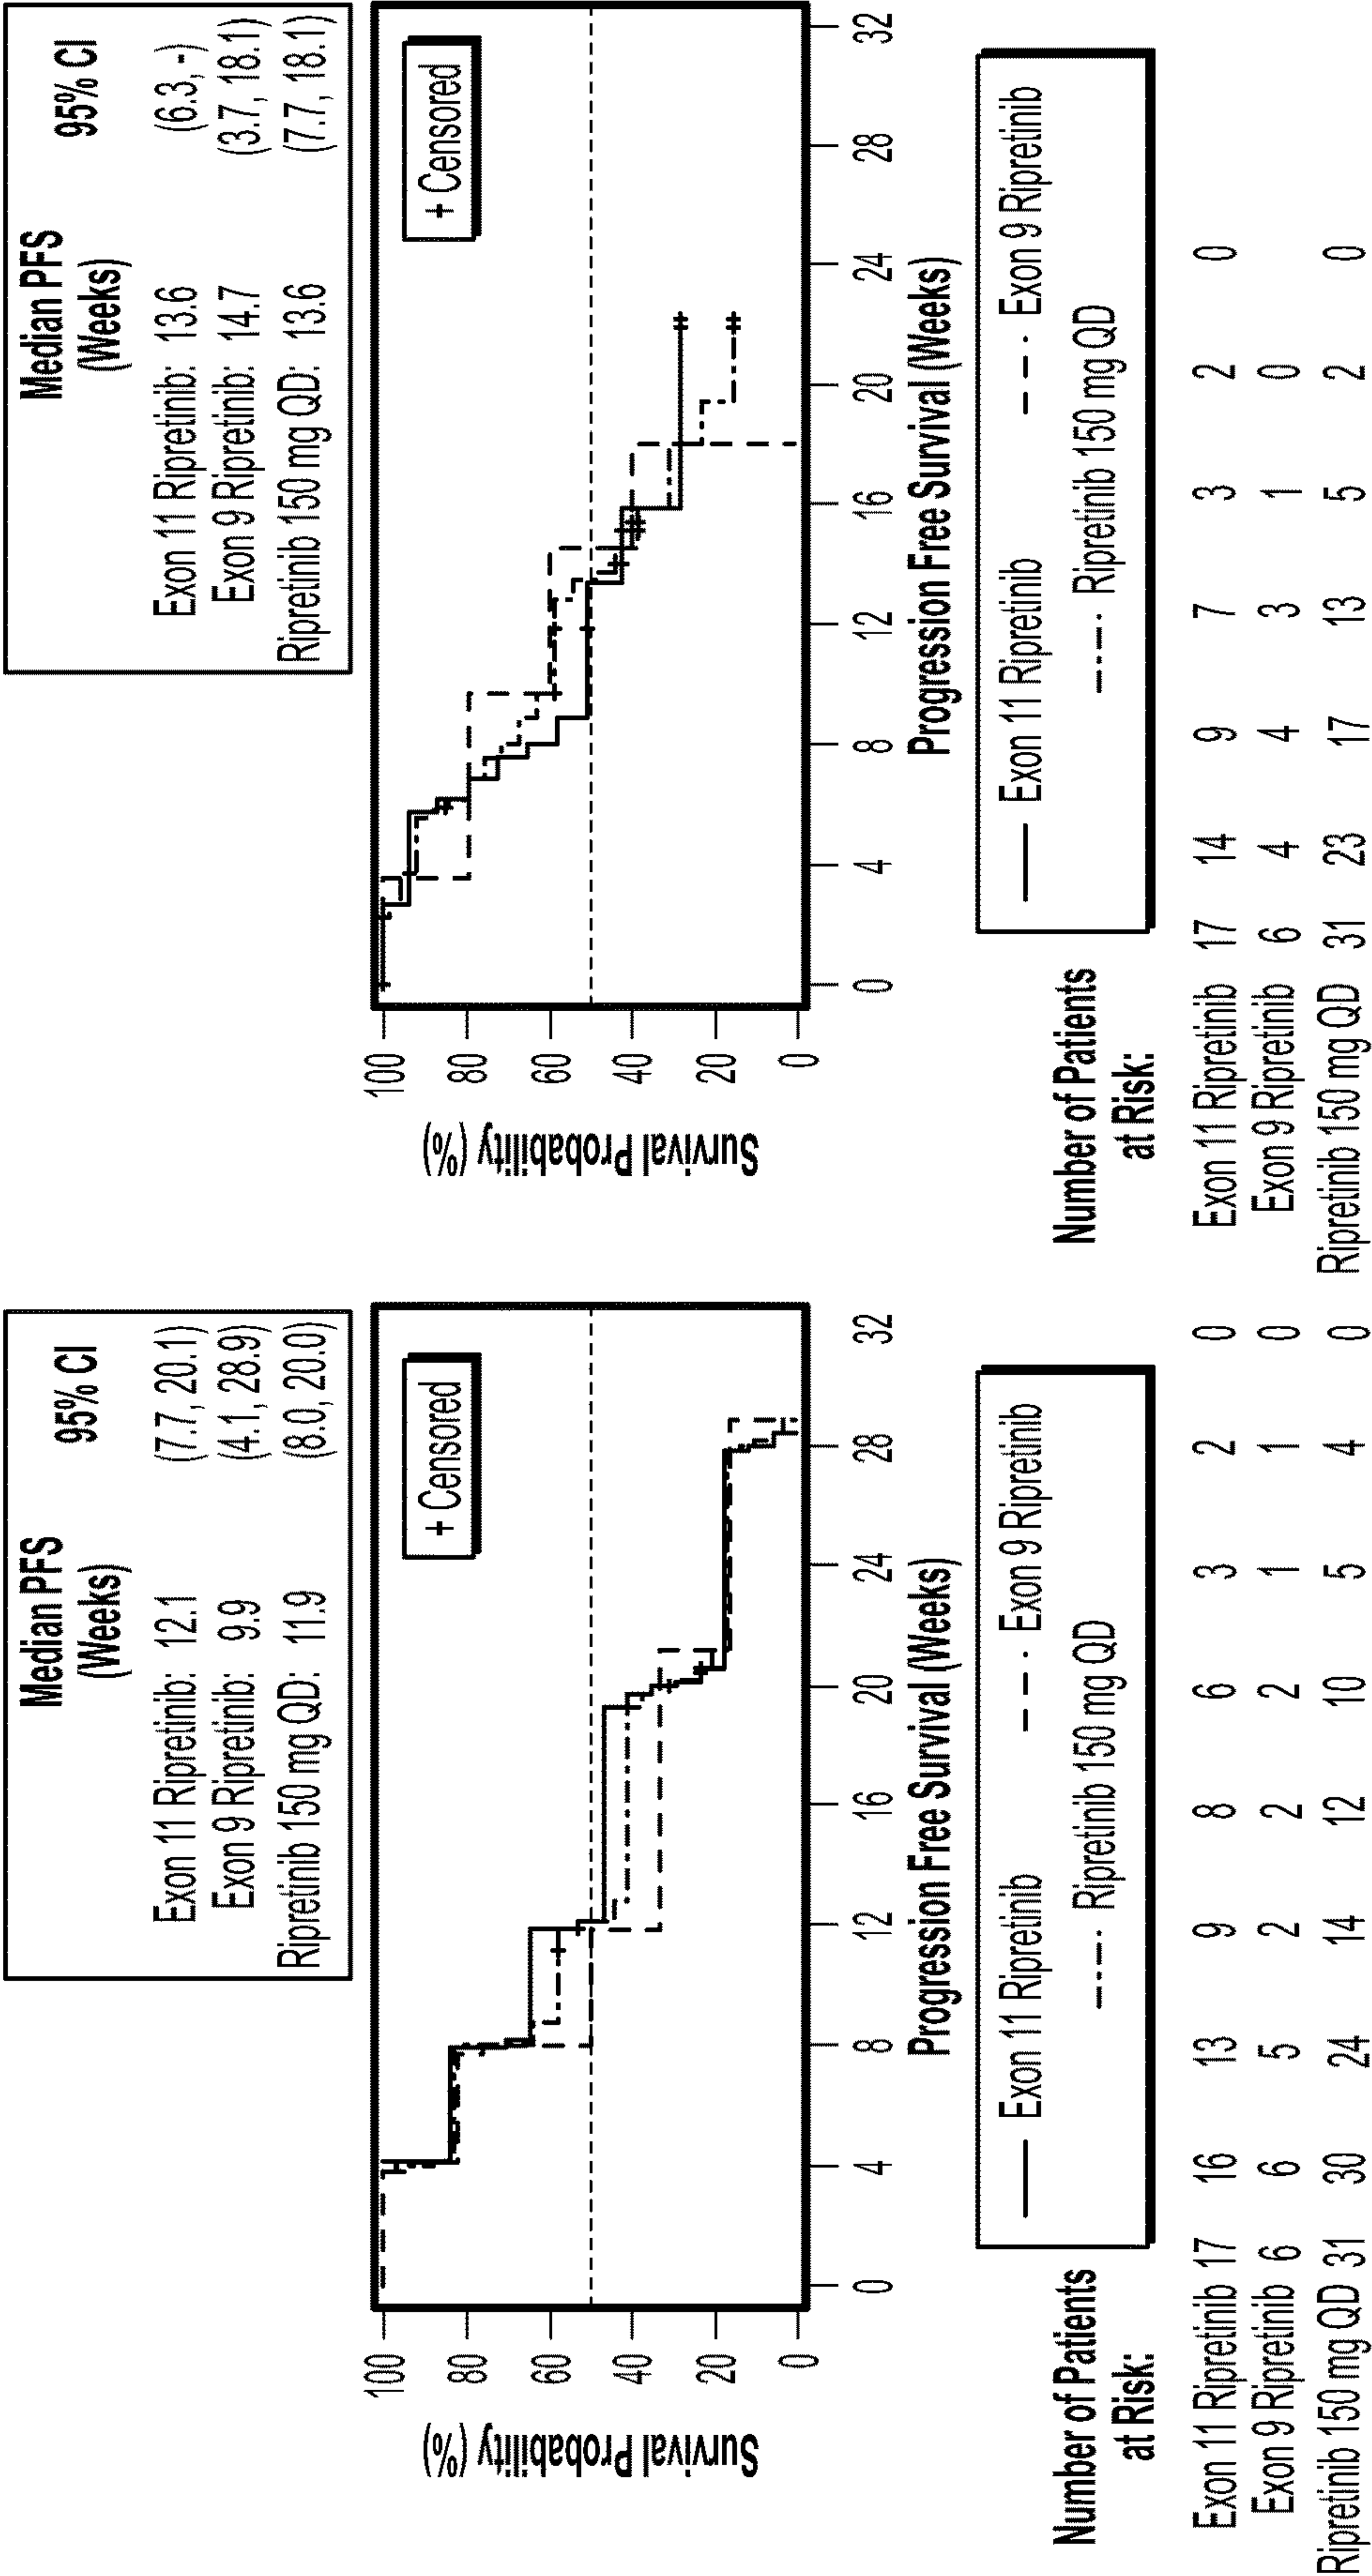 Median PFS
(Weeks)
95% CI
Exon 11 Ripretinib: 12.1 (7.7, 20.1)
Exon 9 Ripretinib: 9.9 (4.1, 28.9)
Ripretinib 150 mg QD: 11.9 (8.0, 20.0)
+ Censored
Survival Probability (%)
100
80
60
40
20
0
0 4 8 12 16 20 24 28 32
Progression Free Survival (Weeks)
Exon 11 Ripretinib
Exon 9 Ripretinib
Ripretinib 150 mg QD
Number of Patients
at Risk:
Exon 11 Ripretinib 17 16 13 9 8 6 3 2 0
Exon 9 Ripretinib 6 6 5 2 2 2 1 1 0
Ripretinib 150 mg QD 31 30 24 14 12 10 5 4 0
Median PFS
(Weeks)
95% CI
Exon 11 Ripretinib: 13.6 (6.3, -)
Exon 9 Ripretinib: 14.7 (3.7, 18.1)
Ripretinib 150 mg QD: 13.6 (7.7, 18.1)
+ Censored
Survival Probability (%)
100
80
60
40
20
0
0 4 8 12 16 20 24 28 32
Progression Free Survival (Weeks)
Exon 11 Ripretinib
Exon 9 Ripretinib
Ripretinib 150 mg QD
Number of Patients
at Risk:
Exon 11 Ripretinib 17 14 9 7 3 2 0
Exon 9 Ripretinib 6 4 4 3 1 0
Ripretinib 150 mg QD 31 23 17 13 5 2 0